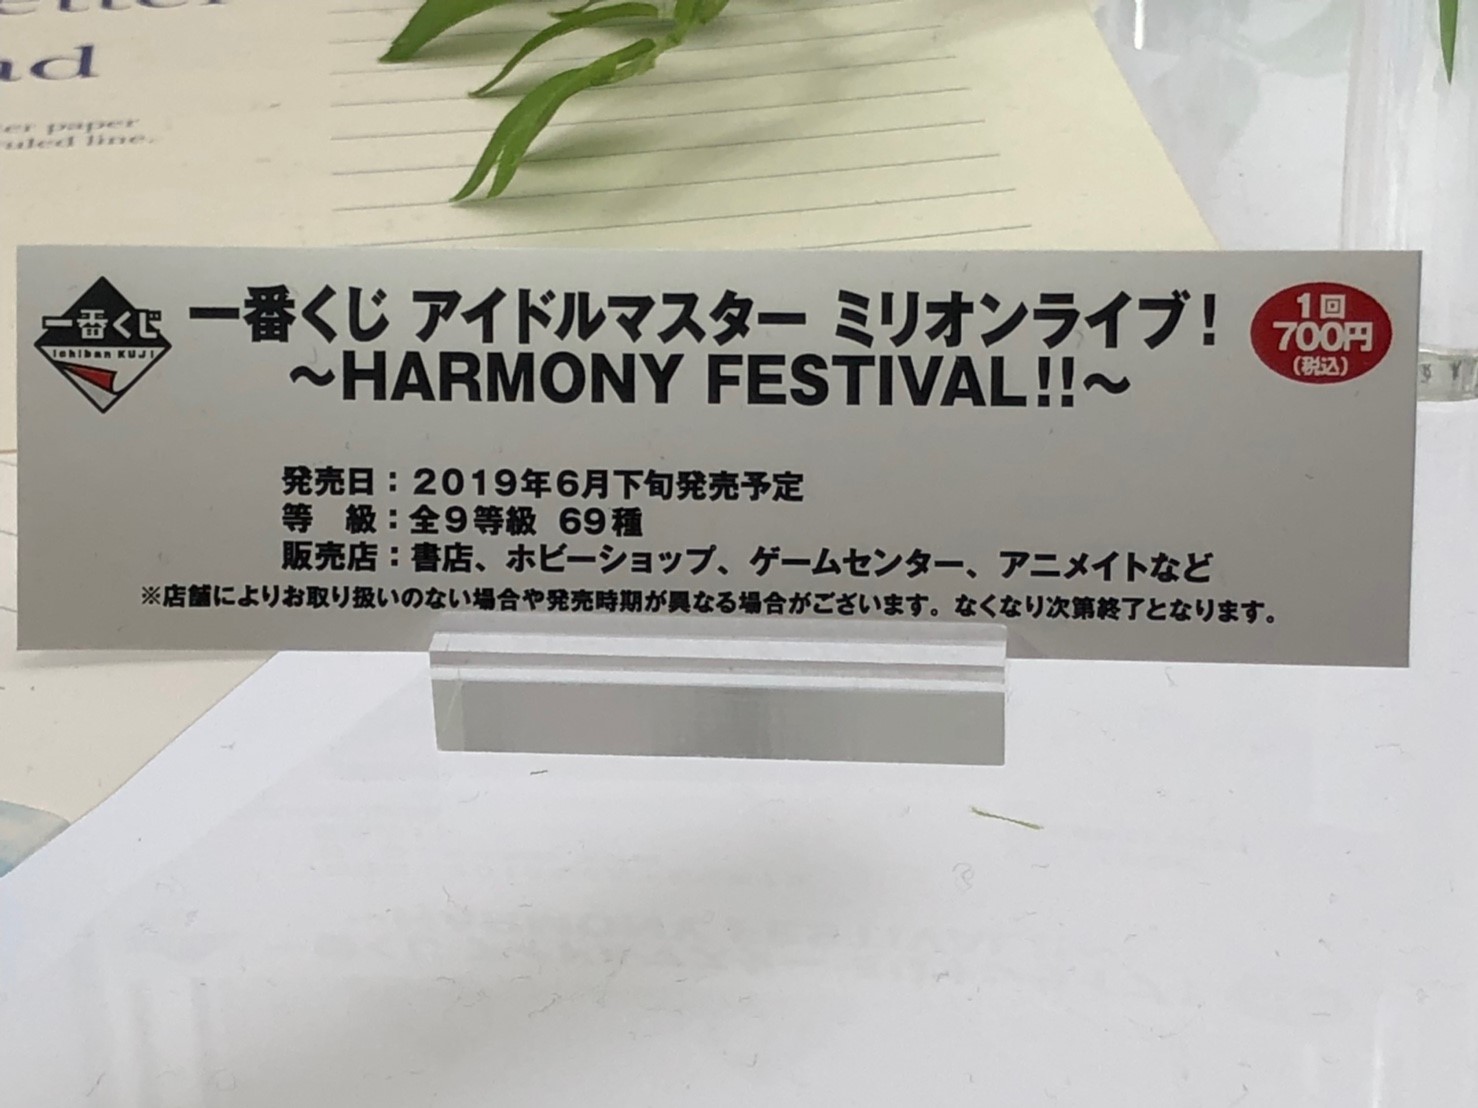 etter
ad
er paper
uled line.
一番くじ
Ichiban KUJI
一番くじ アイドルマスター ミリオンライブ！
～HARMONY FESTIVAL!!～
1回
700円
(税込)
発売日：2019年6月下旬発売予定
等　級：全9等級 69種
販売店：書店、ホビーショップ、ゲームセンター、アニメイトなど
※店舗によりお取り扱いのない場合や発売時期が異なる場合がございます。なくなり次第終了となります。